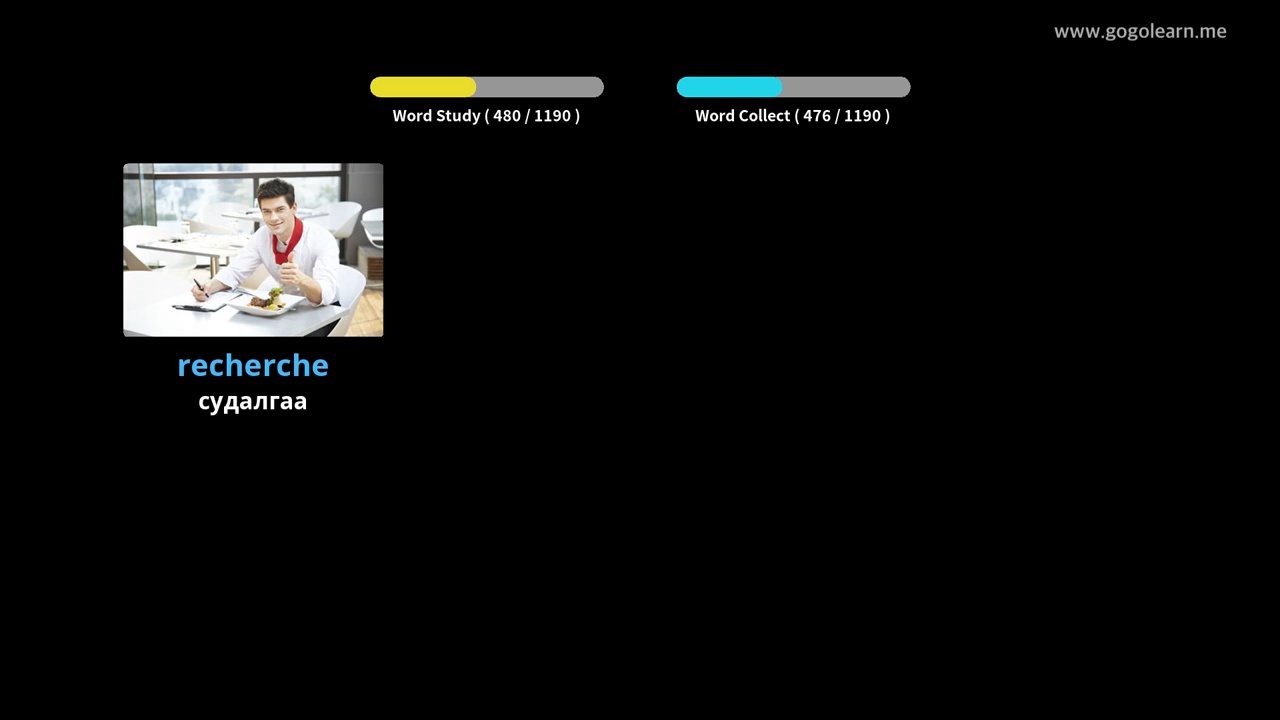 www.gogolearn.me
Word Study ( 480 / 1190 )
Word Collect ( 476 / 1190 )
recherche
судалгаа